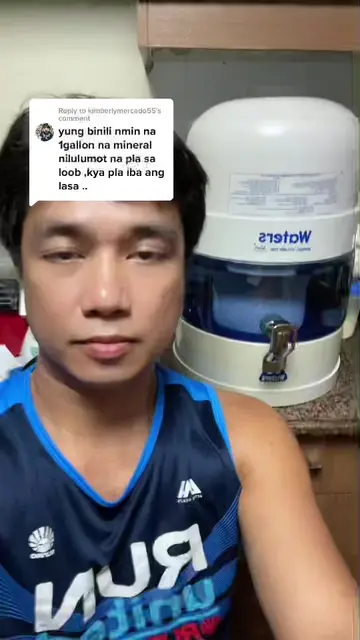 Reply to kimberlymercado55's
comment
yung binili nmin na
1gallon na mineral
nilulumot na pla sa
loob ,kya pla iba ang
lasa ..
Waters
RUN
united